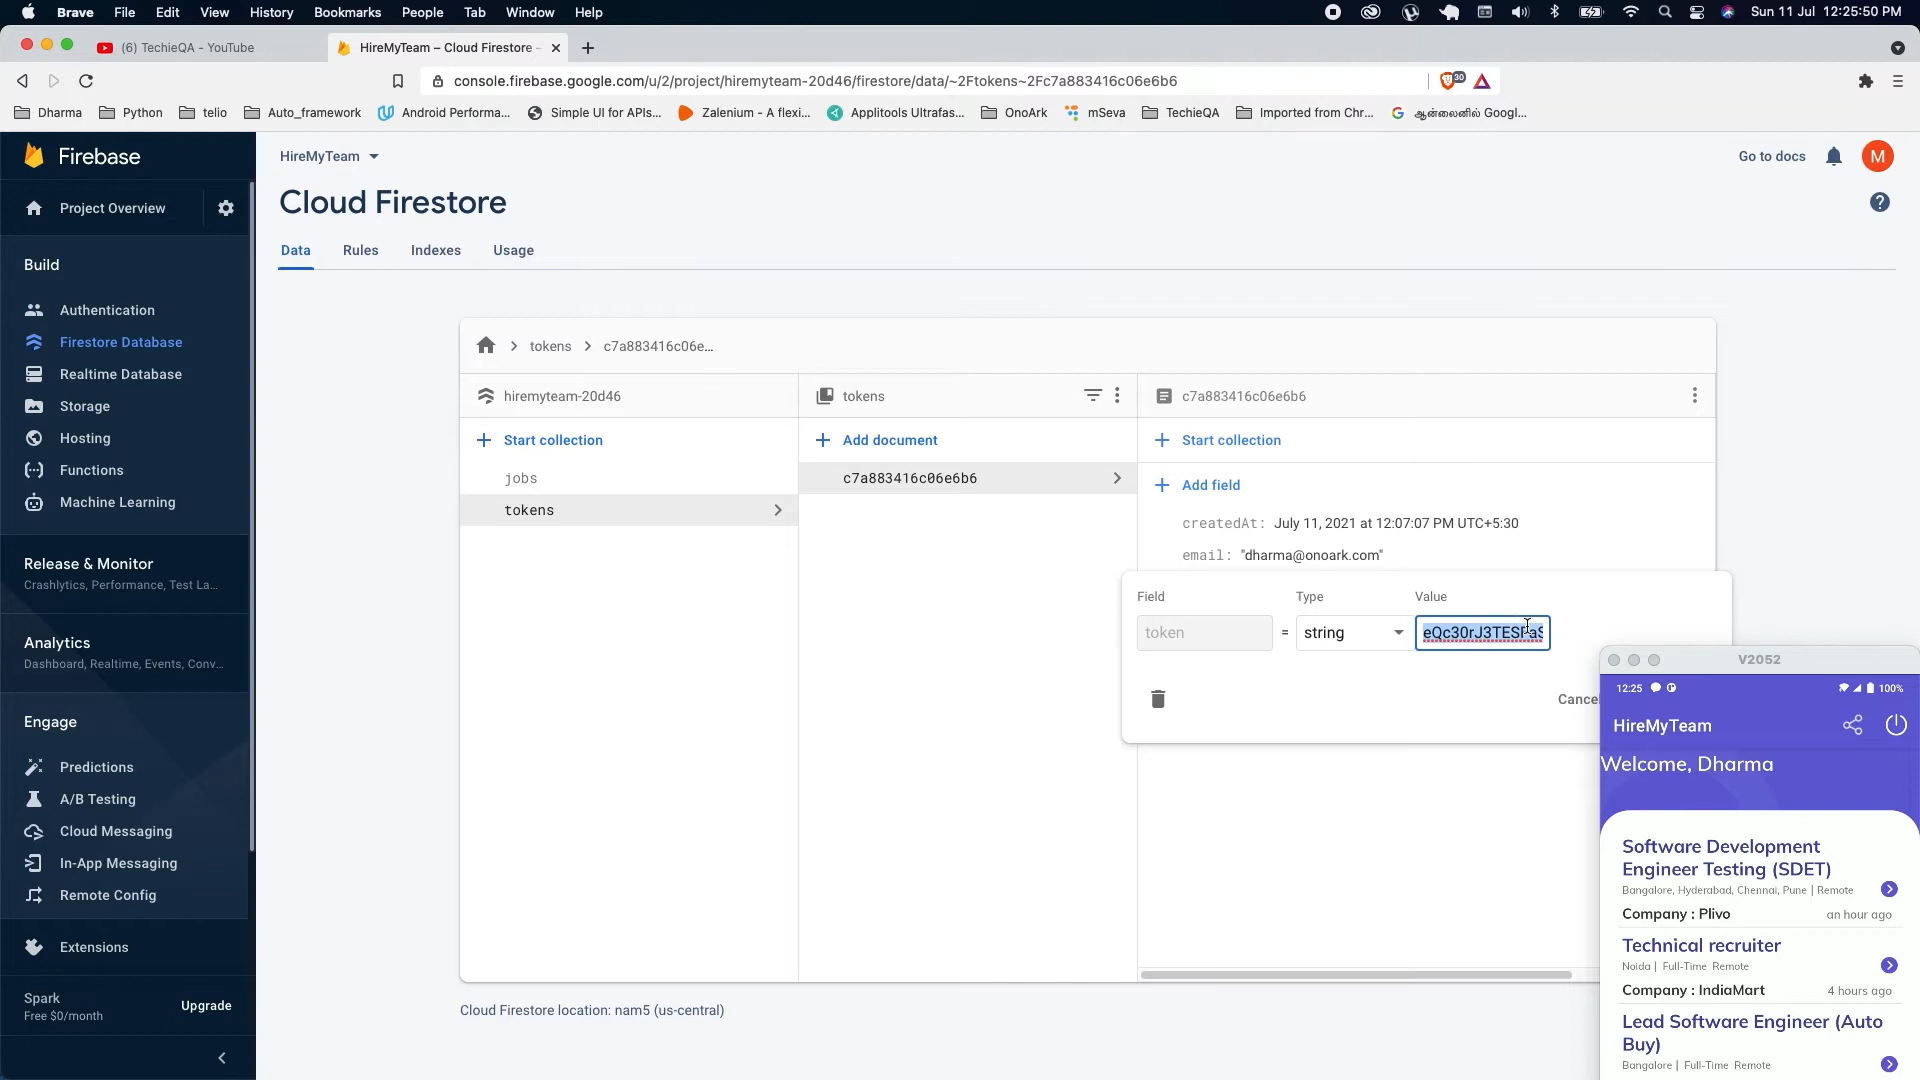 Brave File Edit View History Bookmarks People Tab Window Help Sun 11 Jul 12:25:50 PM
(6) TechieQA - YouTube
HireMyTeam – Cloud Firestore -
console.firebase.google.com/u/2/project/hiremyteam-20d46/firestore/data/~2Ftokens~2Fc7a883416c06e6b6
30
Dharma Python telio Auto_framework Android Performa... Simple UI for APIs... Zalenium - A flexi... Applitools Ultrafas... OnoArk mSeva TechieQA Imported from Chr... ஆன்லைனில் Googl...
Firebase
Project Overview
Build
Authentication
Firestore Database
Realtime Database
Storage
Hosting
Functions
Machine Learning
Release & Monitor
Crashlytics, Performance, Test La...
Analytics
Dashboard, Realtime, Events, Conv...
Engage
Predictions
A/B Testing
Cloud Messaging
In-App Messaging
Remote Config
Extensions
Spark
Free $0/month
Upgrade
HireMyTeam
Go to docs
M
Cloud Firestore
Data Rules Indexes Usage
tokens c7a883416c06e...
hiremyteam-20d46
Start collection
jobs
tokens
tokens
Add document
c7a883416c06e6b6
c7a883416c06e6b6
Start collection
Add field
createdAt: July 11, 2021 at 12:07:07 PM UTC+5:30
email: "dharma@onoark.com"
Field Type Value
token = string
Cancel
Cloud Firestore location: nam5 (us-central)
V2052
12:25 100%
HireMyTeam
Welcome, Dharma
Software Development
Engineer Testing (SDET)
Bangalore, Hyderabad, Chennai, Pune | Remote
Company : Plivo an hour ago
Technical recruiter
Noida | Full-Time Remote
Company : IndiaMart 4 hours ago
Lead Software Engineer (Auto
Buy)
Bangalore | Full-Time Remote